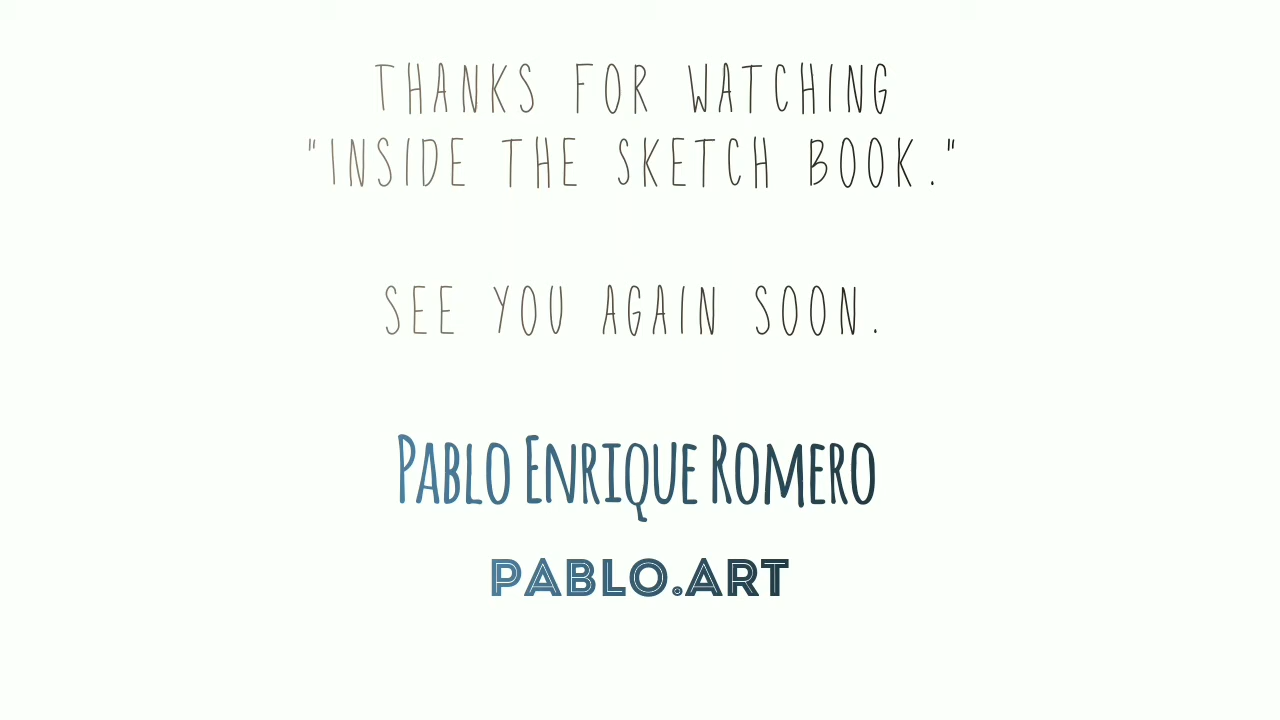 THANKS FOR WATCHING
"INSIDE THE SKETCH BOOK."
SEE YOU AGAIN SOON.
PABLO ENRIQUE ROMERO
PABLO.ART